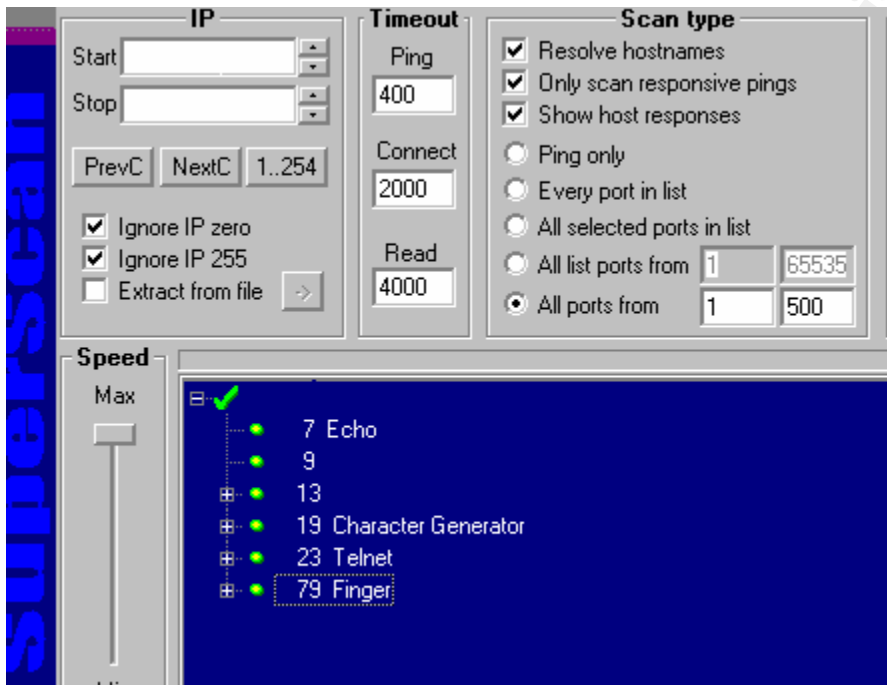 superscan
IP
Start
Stop
PrevC NextC 1..254
Ignore IP zero
Ignore IP 255
Extract from file ->
Timeout
Ping
400
Connect
2000
Read
4000
Scan type
Resolve hostnames
Only scan responsive pings
Show host responses
Ping only
Every port in list
All selected ports in list
All list ports from 1 65535
All ports from 1 500
Speed
Max
7 Echo
9
13
19 Character Generator
23 Telnet
79 Finger